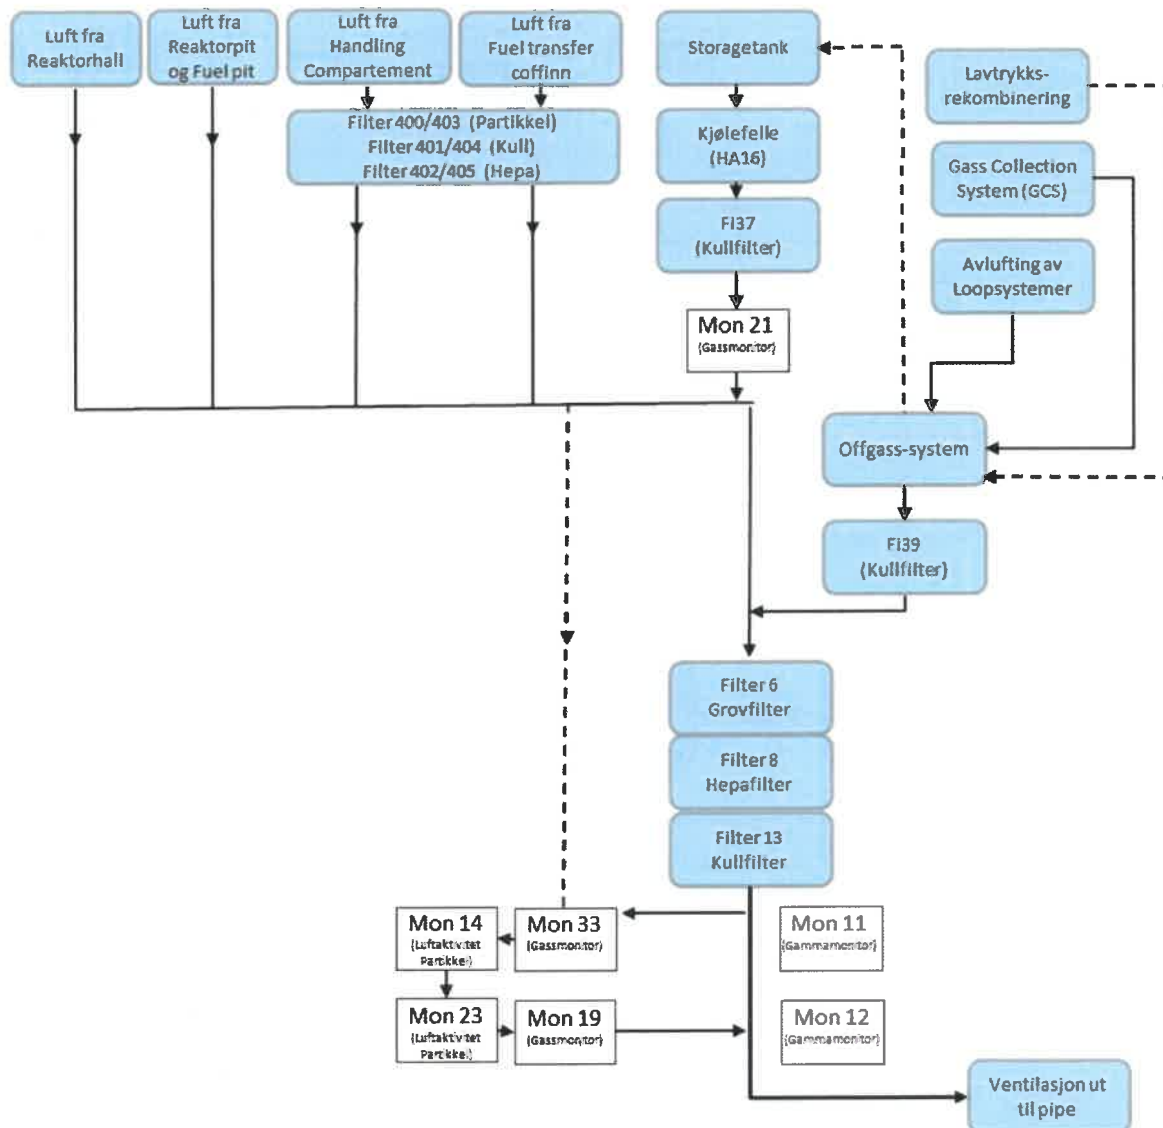 Luft fra
Reaktorhall
Luft fra
Reaktorpit
og Fuel pit
Luft fra
Handling
Compartement
Luft fra
Fuel transfer
coffinn
Storagetank
Lavtrykks-
rekombinering
Filter 400/403 (Partikkel)
Filter 401/404 (Kull)
Filter 402/405 (Hepa)
Kjølefelle
(HA16)
Gass Collection
System (GCS)
FI37
(Kullfilter)
Avlufting av
Loopsystemer
Mon 21
(Gassmonitor)
Offgass-system
FI39
(Kullfilter)
Filter 6
Grovfilter
Filter 8
Hepafilter
Filter 13
Kullfilter
Mon 14
(Luftaktivitet
Partikkel)
Mon 33
(Gassmonitor)
Mon 11
(Gammamonitor)
Mon 23
(Luftaktivitet
Partikkel)
Mon 19
(Gassmonitor)
Mon 12
(Gammamonitor)
Ventilasjon ut
til pipe